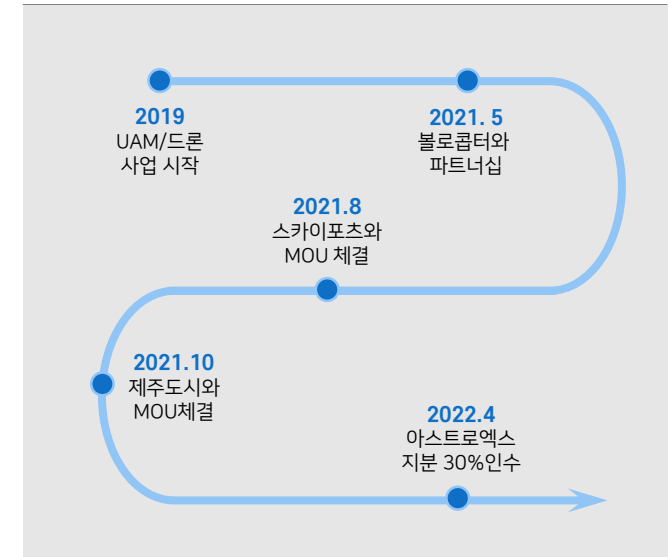 2019
UAM/드론
사업 시작
2021. 5
볼로콥터와
파트너십
2021.8
스카이포츠와
MOU 체결
2021.10
제주도시와
MOU체결
2022.4
아스트로엑스
지분 30%인수